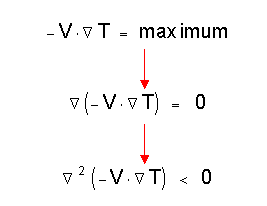 - V · ∇ T = maximum
∇ (- V · ∇ T) = 0
∇ ² (- V · ∇ T) < 0